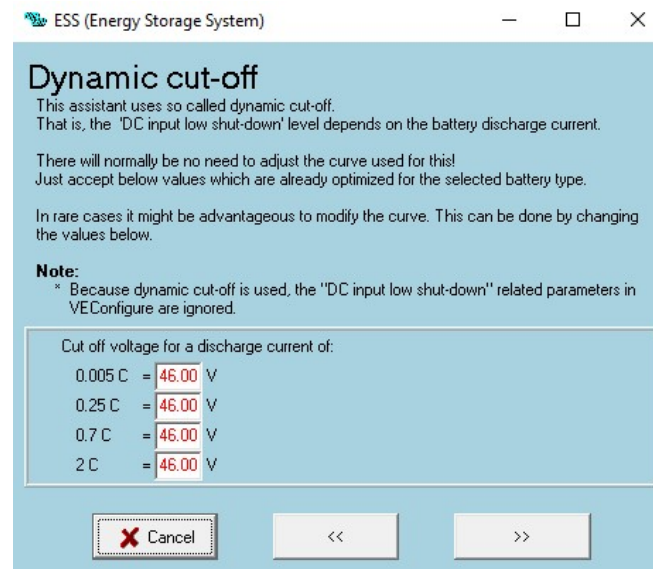 ESS (Energy Storage System)
Dynamic cut-off
This assistant uses so called dynamic cut-off.
That is, the 'DC input low shut-down' level depends on the battery discharge current.
There will normally be no need to adjust the curve used for this!
Just accept below values which are already optimized for the selected battery type.
In rare cases it might be advantageous to modify the curve. This can be done by changing
the values below.
Note:
* Because dynamic cut-off is used, the "DC input low shut-down" related parameters in
VEConfigure are ignored.
Cut off voltage for a discharge current of:
0.005 C = 46.00 V
0.25 C = 46.00 V
0.7 C = 46.00 V
2 C = 46.00 V
Cancel << >>